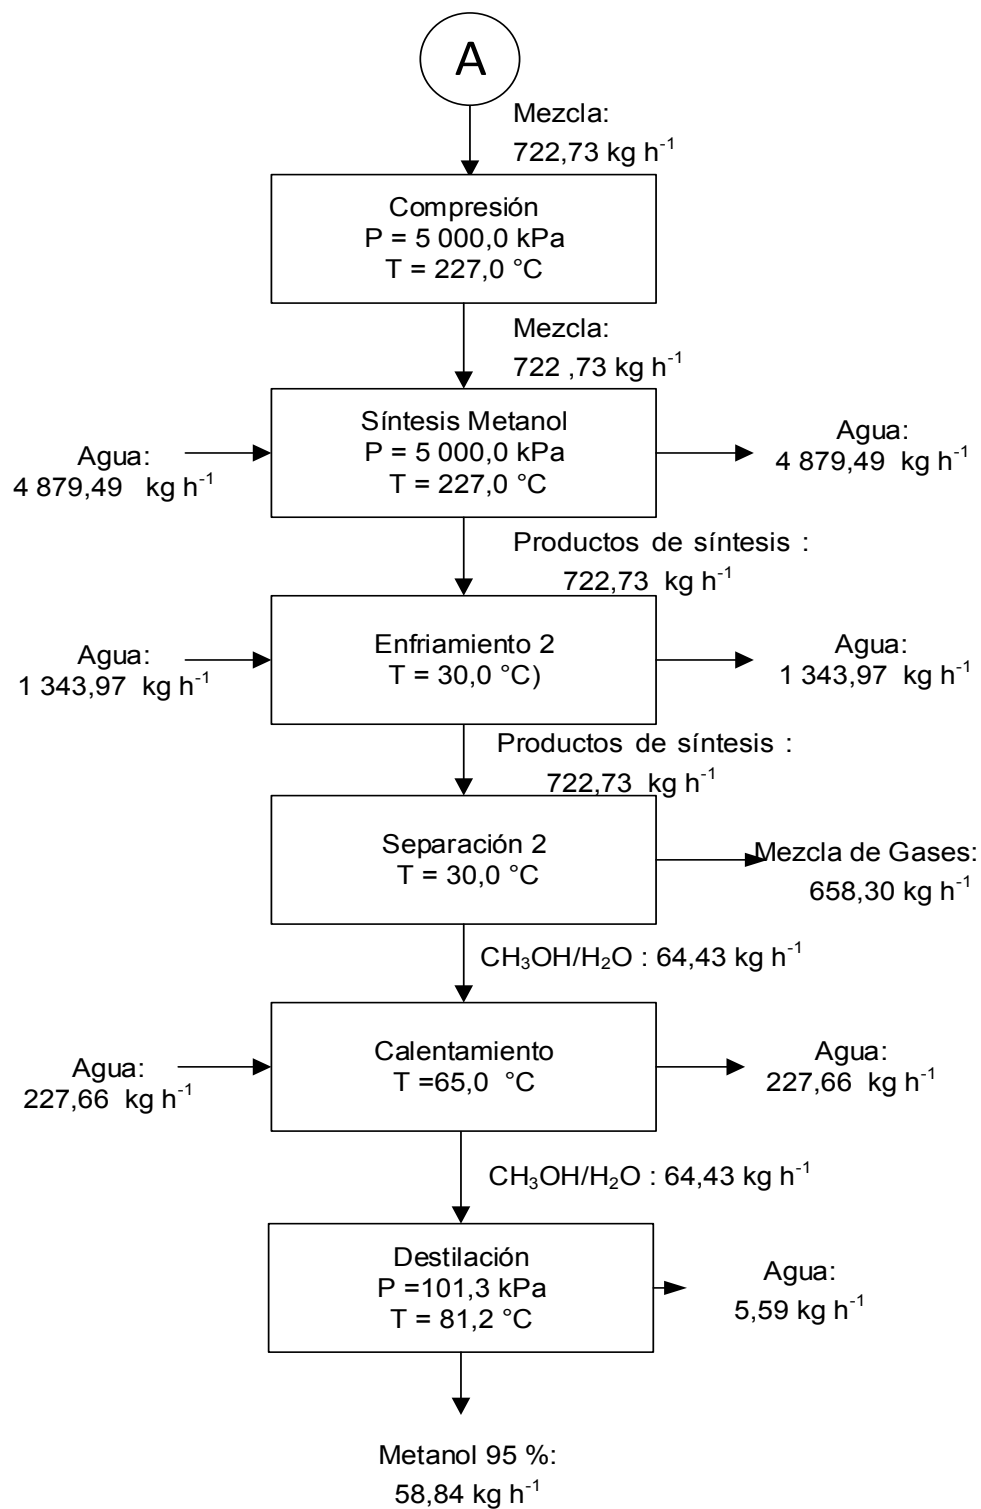 A
Mezcla:
722,73 kg h⁻¹
Compresión
P = 5 000,0 kPa
T = 227,0 °C
Mezcla:
722 ,73 kg h⁻¹
Síntesis Metanol
P = 5 000,0 kPa
T = 227,0 °C
Agua:
4 879,49 kg h⁻¹
Agua:
4 879,49 kg h⁻¹
Productos de síntesis :
722,73 kg h⁻¹
Enfriamiento 2
T = 30,0 °C)
Agua:
1 343,97 kg h⁻¹
Agua:
1 343,97 kg h⁻¹
Productos de síntesis :
722,73 kg h⁻¹
Separación 2
T = 30,0 °C
Mezcla de Gases:
658,30 kg h⁻¹
CH₃OH/H₂O : 64,43 kg h⁻¹
Calentamiento
T =65,0 °C
Agua:
227,66 kg h⁻¹
Agua:
227,66 kg h⁻¹
CH₃OH/H₂O : 64,43 kg h⁻¹
Destilación
P =101,3 kPa
T = 81,2 °C
Agua:
5,59 kg h⁻¹
Metanol 95 %:
58,84 kg h⁻¹